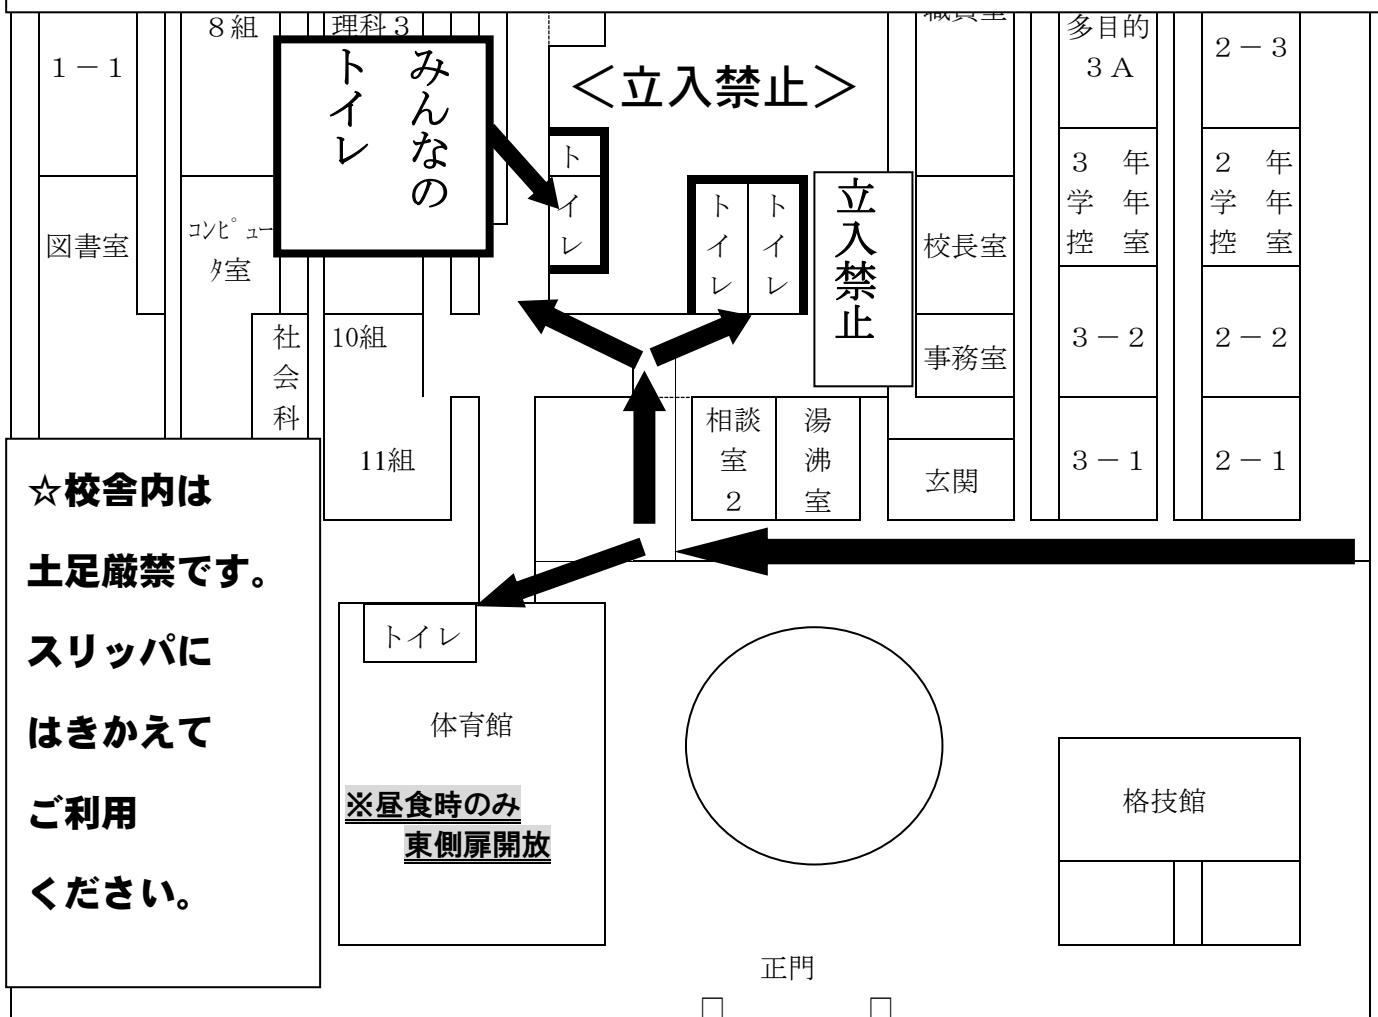 8組
理科3
職員室
多目的
3A
2－3
1－1
みんなの
トイレ
＜立入禁止＞
トイレ
トイレ
トイレ
立入禁止
3年
学年
控室
2年
学年
控室
図書室
コンピュー
タ室
校長室
社会科
10組
事務室
3－2
2－2
11組
相談
室
2
湯沸室
玄関
3－1
2－1
☆校舎内は
土足厳禁です。
スリッパに
はきかえて
ご利用
ください。
トイレ
体育館
※昼食時のみ
東側扉開放
格技館
正門